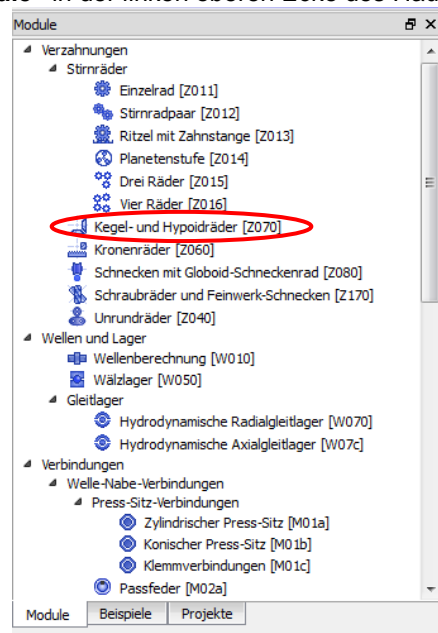 Module
Verzahnungen
Stirnräder
Einzelrad [Z011]
Stirnradpaar [Z012]
Ritzel mit Zahnstange [Z013]
Planetenstufe [Z014]
Drei Räder [Z015]
Vier Räder [Z016]
Kegel- und Hypoidräder [Z070]
Kronenräder [Z060]
Schnecken mit Globoid-Schneckenrad [Z080]
Schraubräder und Feinwerk-Schnecken [Z170]
Unrundräder [Z040]
Wellen und Lager
Wellenberechnung [W010]
Wälzlager [W050]
Gleitlager
Hydrodynamische Radialgleitlager [W070]
Hydrodynamische Axialgleitlager [W07c]
Verbindungen
Welle-Nabe-Verbindungen
Press-Sitz-Verbindungen
Zylindrischer Press-Sitz [M01a]
Konischer Press-Sitz [M01b]
Klemmverbindungen [M01c]
Passfeder [M02a]
Module Beispiele Projekte